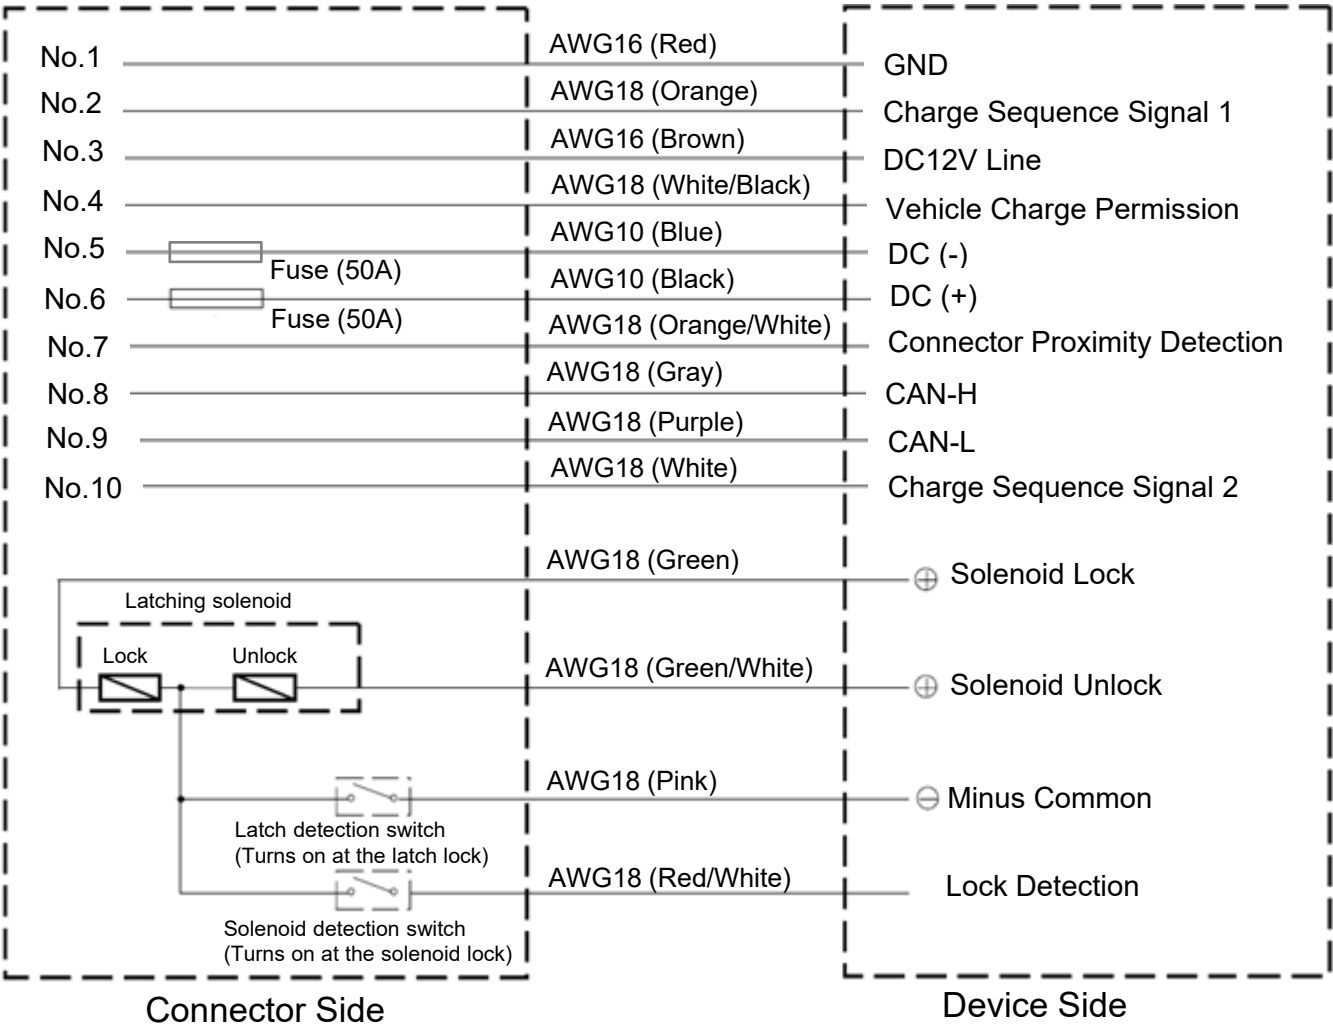 No.1 AWG16 (Red) GND
No.2 AWG18 (Orange) Charge Sequence Signal 1
No.3 AWG16 (Brown) DC12V Line
No.4 AWG18 (White/Black) Vehicle Charge Permission
No.5 AWG10 (Blue) DC (-)
Fuse (50A)
No.6 AWG10 (Black) DC (+)
Fuse (50A)
No.7 AWG18 (Orange/White) Connector Proximity Detection
No.8 AWG18 (Gray) CAN-H
No.9 AWG18 (Purple) CAN-L
No.10 AWG18 (White) Charge Sequence Signal 2
AWG18 (Green) Solenoid Lock
Latching solenoid
Lock Unlock AWG18 (Green/White) Solenoid Unlock
AWG18 (Pink) Minus Common
Latch detection switch
(Turns on at the latch lock)
AWG18 (Red/White) Lock Detection
Solenoid detection switch
(Turns on at the solenoid lock)
Connector Side Device Side